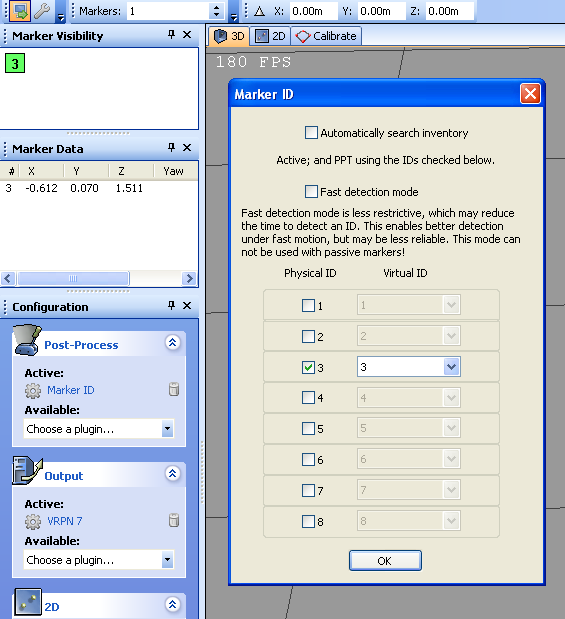 Markers: 1
X: 0.00m Y: 0.00m Z: 0.00m
Marker Visibility
3
Marker Data
# X Y Z Yaw
3 -0.612 0.070 1.511
Configuration
Post-Process
Active:
Marker ID
Available:
Choose a plugin...
Output
Active:
VRPN 7
Available:
Choose a plugin...
2D
3D 2D Calibrate
180 FPS
Marker ID
Automatically search inventory
Active; and PPT using the IDs checked below.
Fast detection mode
Fast detection mode is less restrictive, which may reduce
the time to detect an ID. This enables better detection
under fast motion, but may be less reliable. This mode can
not be used with passive markers!
Physical ID Virtual ID
1 1
2 2
3 3
4 4
5 5
6 6
7 7
8 8
OK